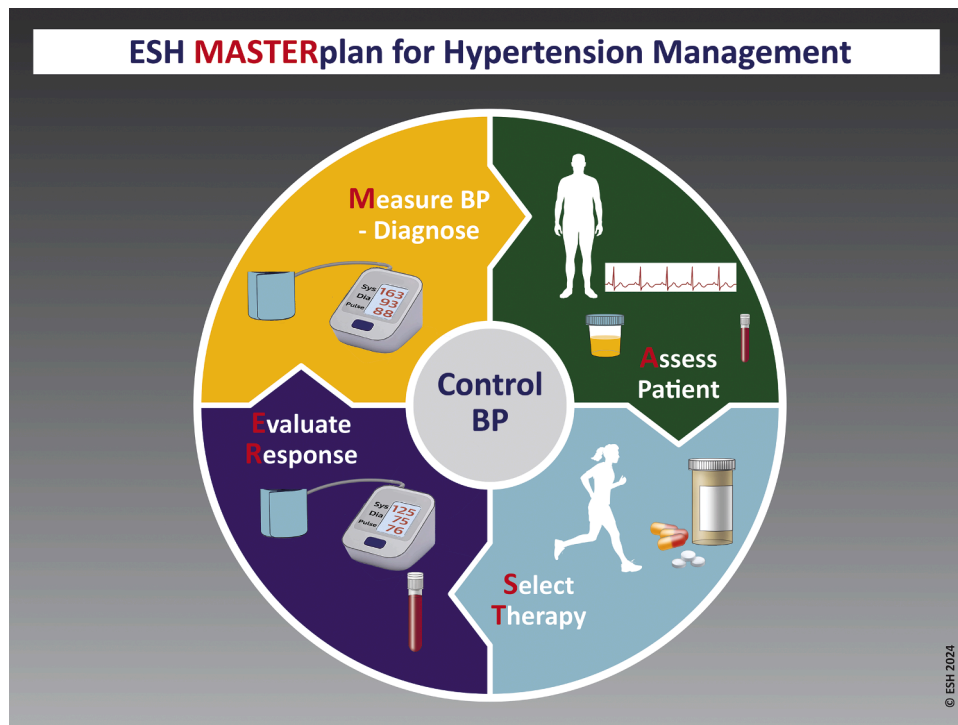 ESH MASTERplan for Hypertension Management
Measure BP
- Diagnose
Sys 163
Dia 93
Pulse 88
Assess
Patient
Control
BP
Evaluate
Response
Sys 125
Dia 75
Pulse 76
Select
Therapy
© ESH 2024